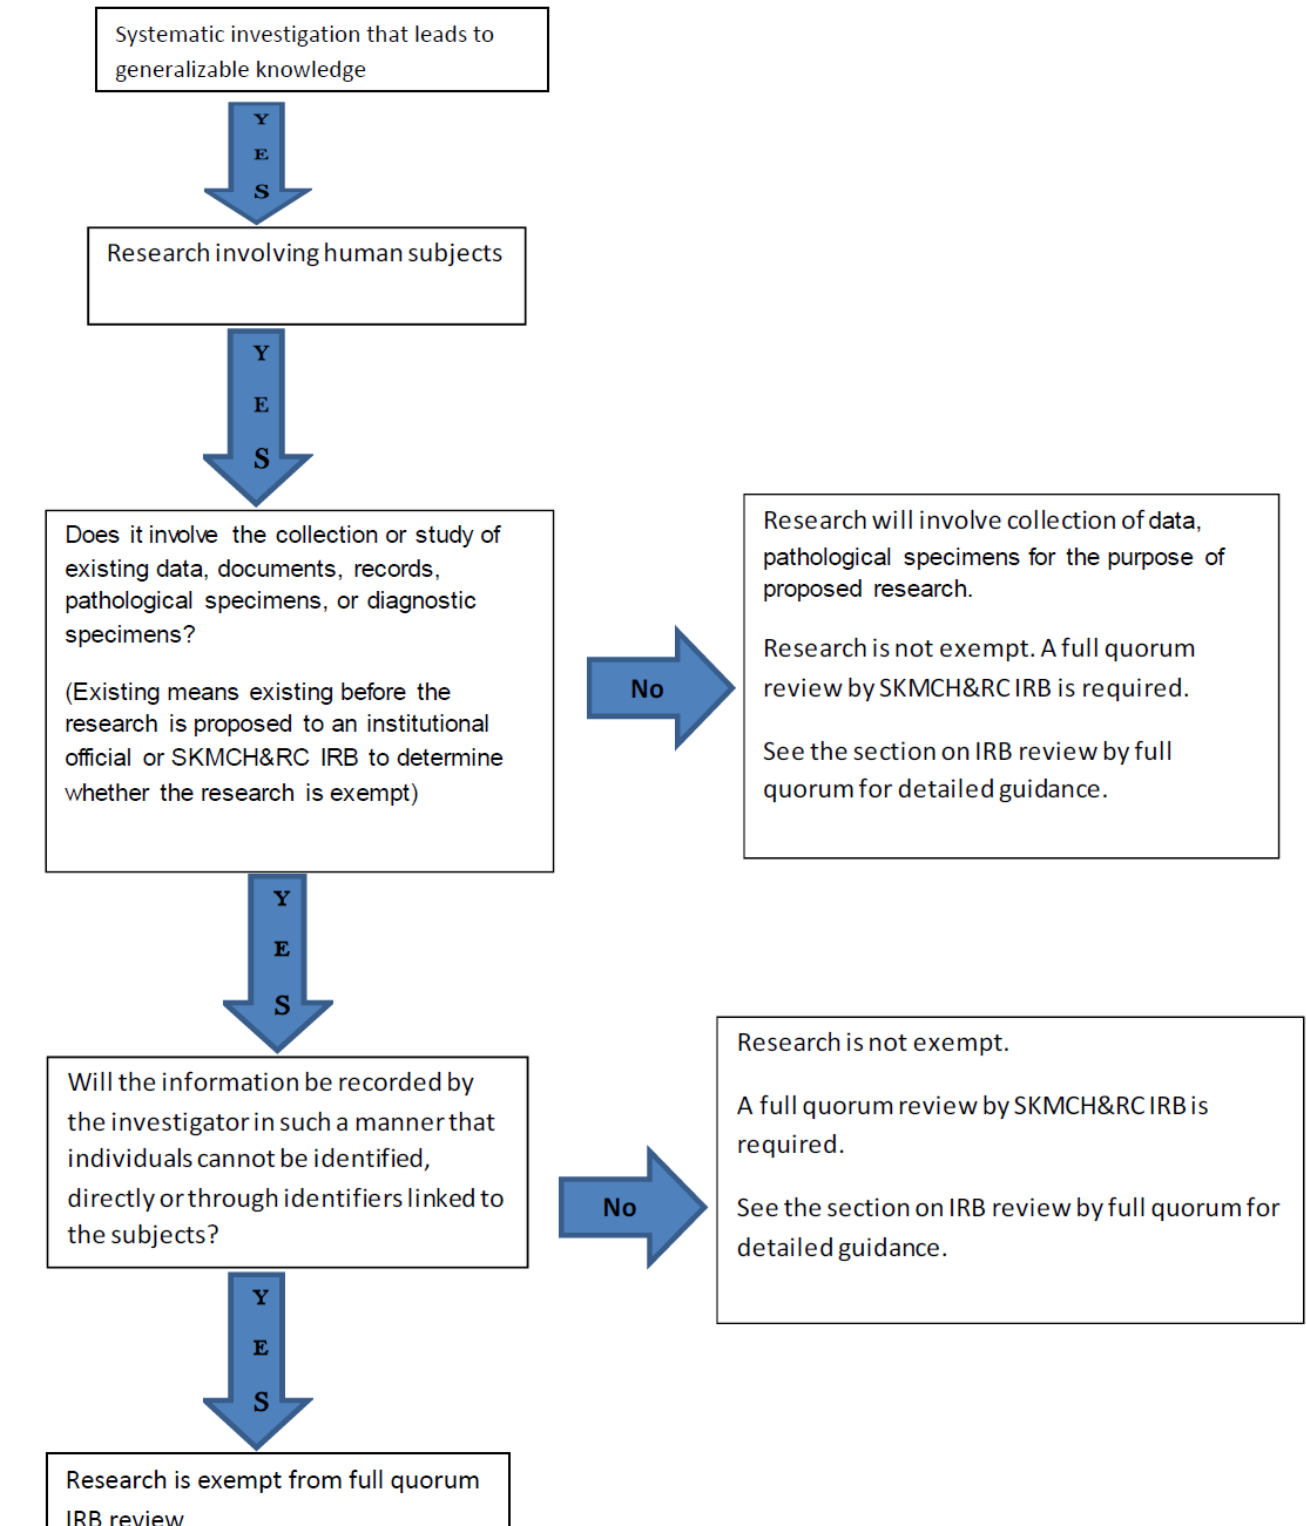 Systematic investigation that leads to
generalizable knowledge
Y
E
S
Research involving human subjects
Y
E
S
Does it involve the collection or study of
existing data, documents, records,
pathological specimens, or diagnostic
specimens?
(Existing means existing before the
research is proposed to an institutional
official or SKMCH&RC IRB to determine
whether the research is exempt)
No
Research will involve collection of data,
pathological specimens for the purpose of
proposed research.
Research is not exempt. A full quorum
review by SKMCH&RC IRB is required.
See the section on IRB review by full
quorum for detailed guidance.
Y
E
S
Will the information be recorded by
the investigator in such a manner that
individuals cannot be identified,
directly or through identifiers linked to
the subjects?
No
Research is not exempt.
A full quorum review by SKMCH&RC IRB is
required.
See the section on IRB review by full quorum for
detailed guidance.
Y
E
S
Research is exempt from full quorum
IRB review